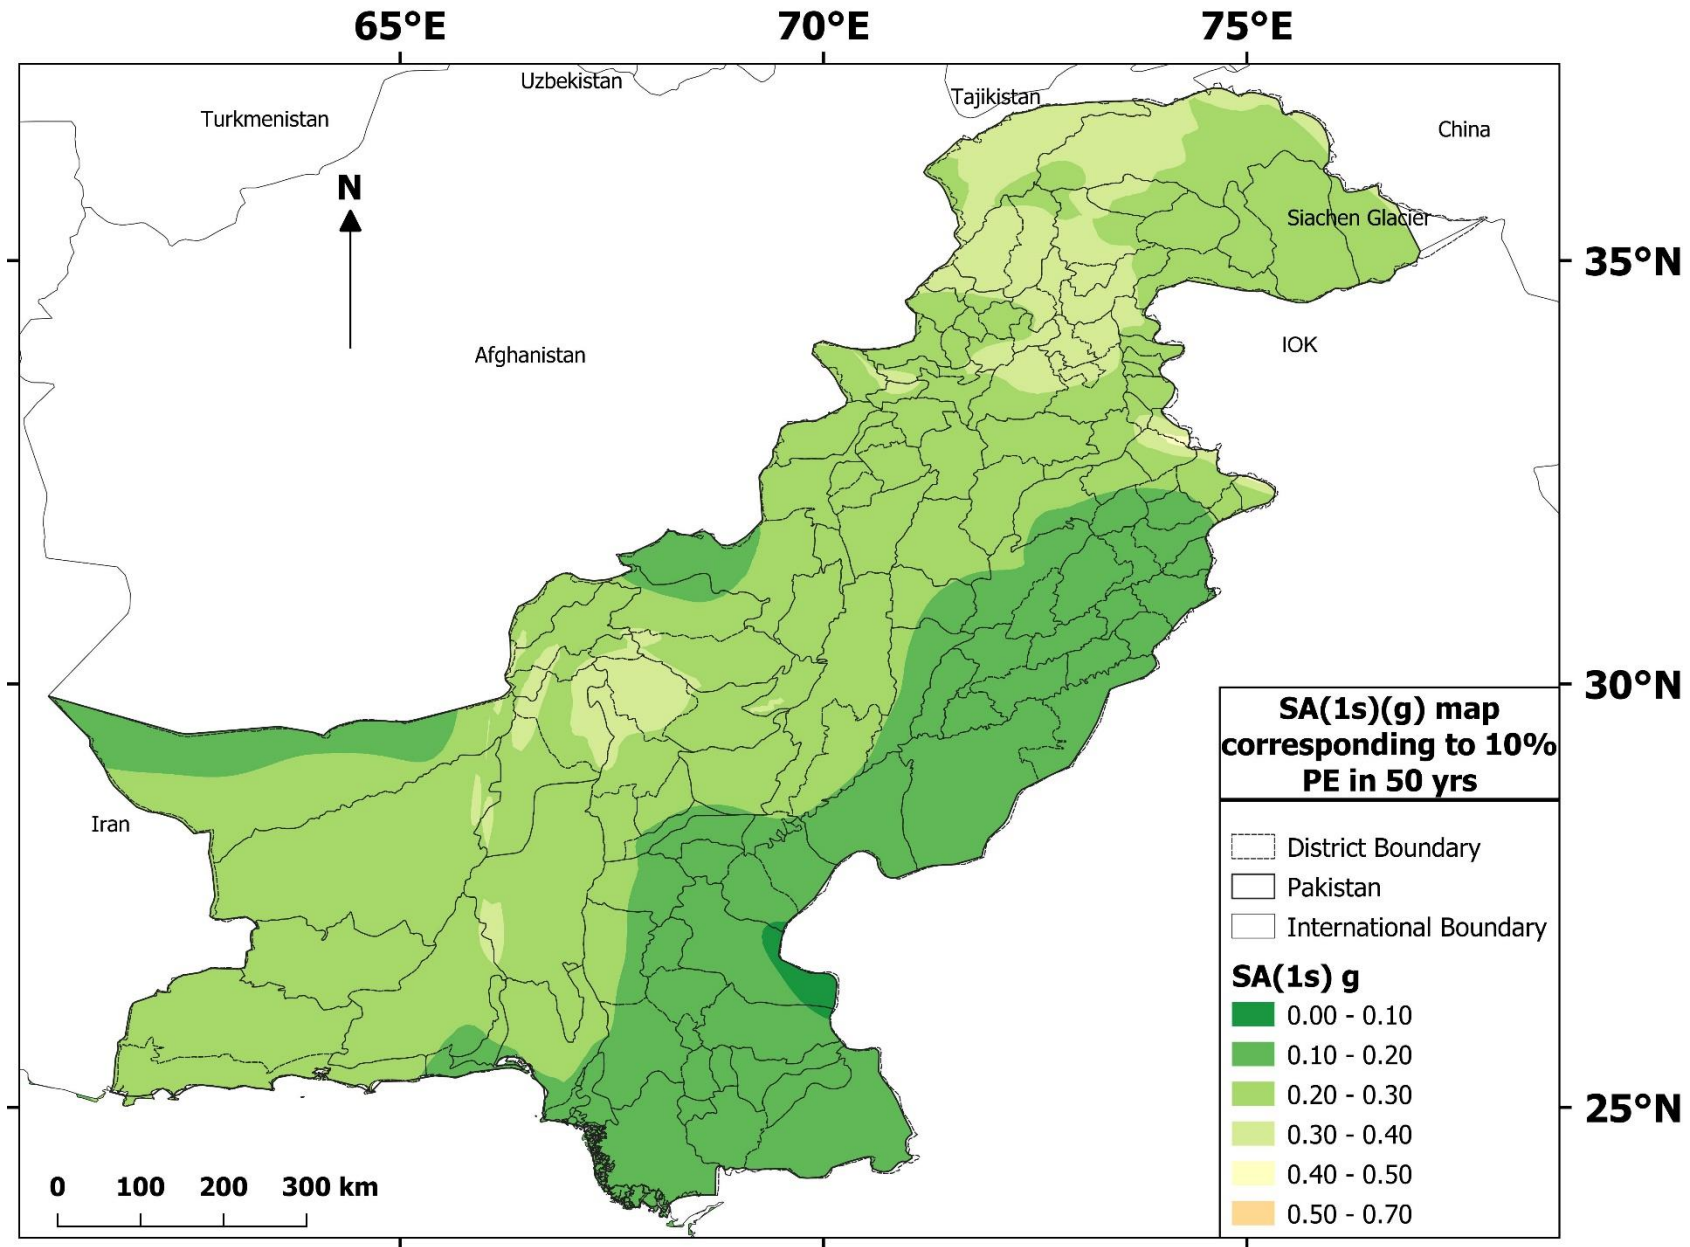 65°E 70°E 75°E
Uzbekistan
Tajikistan
Turkmenistan
China
N
Siachen Glacier
35°N
IOK
Afghanistan
30°N
SA(1s)(g) map
corresponding to 10%
PE in 50 yrs
Iran
District Boundary
Pakistan
International Boundary
SA(1s) g
0.00 - 0.10
0.10 - 0.20
0.20 - 0.30
25°N
0.30 - 0.40
0.40 - 0.50
0.50 - 0.70
0 100 200 300 km